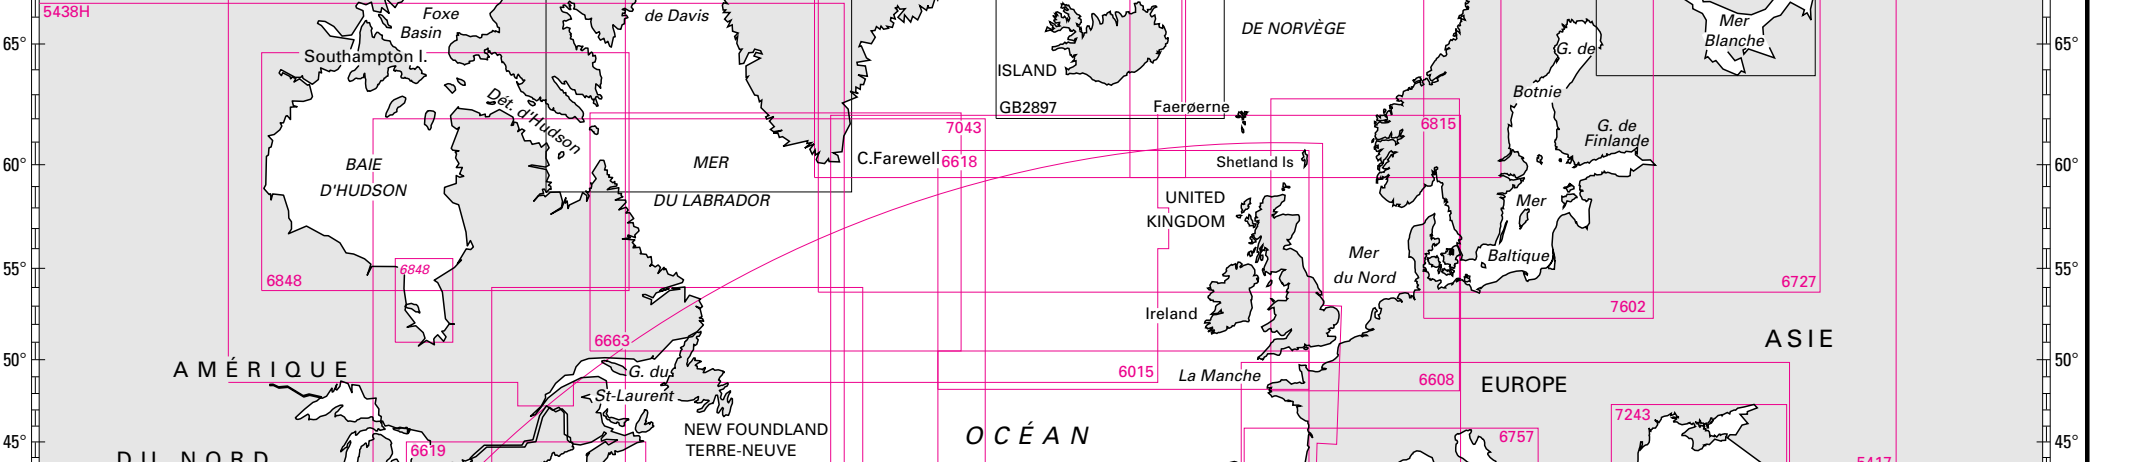 5438H
Foxe
Basin
de Davis
DE NORVÈGE
Mer
Blanche
65°
65°
Southampton I.
G. de
ISLAND
GB2897
Faerøerne
Botnie
Dét. d'Hudson
7043
6815
G. de
Finlande
60°
BAIE
D'HUDSON
MER
DU LABRADOR
C.Farewell
6618
Shetland Is
60°
UNITED
KINGDOM
Mer
Baltique
Mer
du Nord
55°
6848
6848
6727
55°
Ireland
7602
6663
ASIE
50°
AMÉRIQUE
G. du
St-Laurent
6015
La Manche
6608
EUROPE
50°
7243
45°
NEW FOUNDLAND
TERRE-NEUVE
OCÉAN
6757
45°
DU NORD
6619
5417